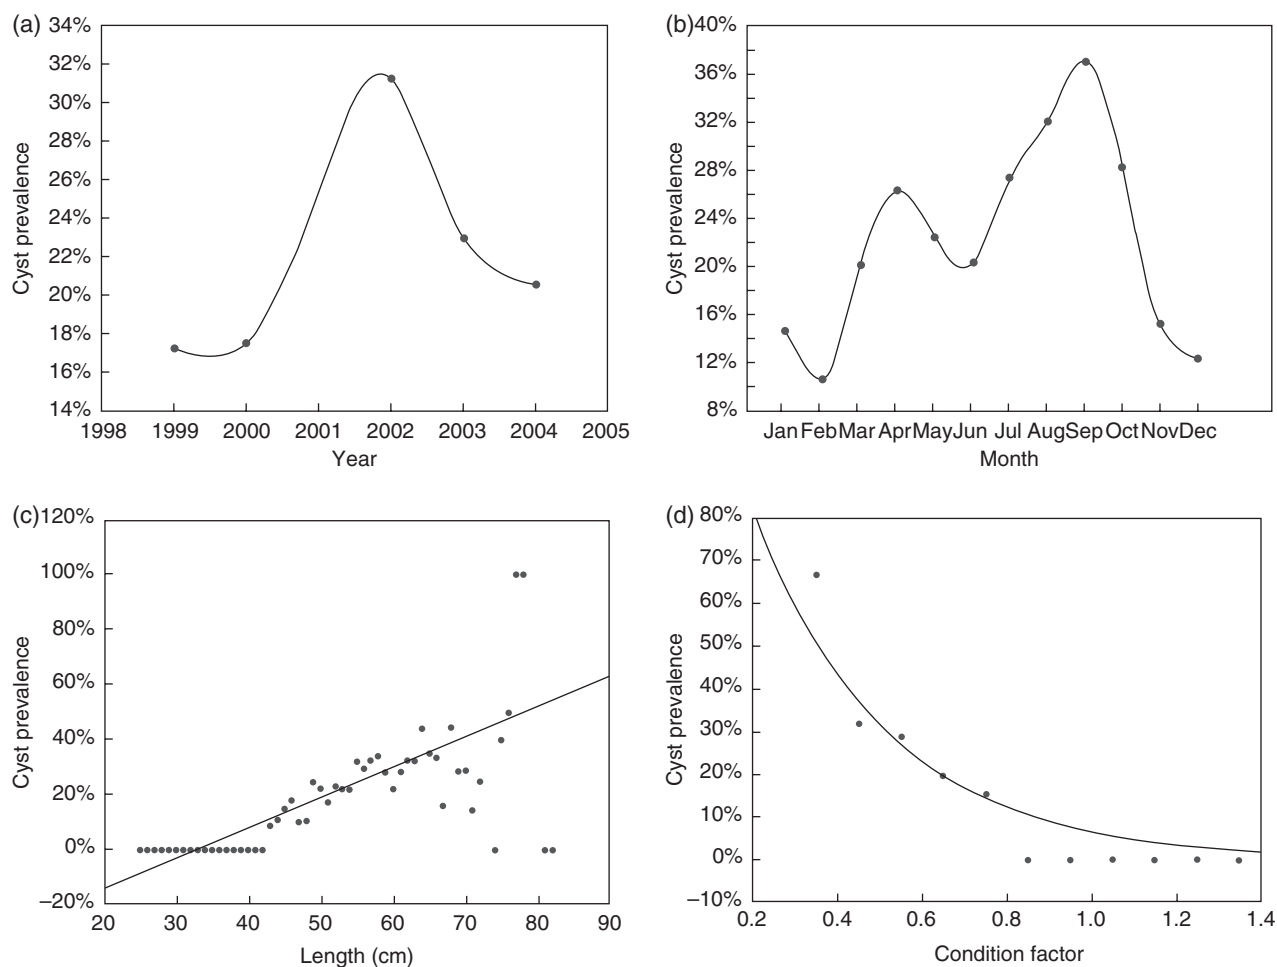 (a)
34%
32%
30%
28%
26%
24%
22%
20%
18%
16%
14%
Cyst prevalence
1998 1999 2000 2001 2002 2003 2004 2005
Year
(b)
40%
36%
32%
28%
24%
20%
16%
12%
8%
Cyst prevalence
Jan Feb Mar Apr May Jun Jul Aug Sep Oct Nov Dec
Month
(c)
120%
100%
80%
60%
40%
20%
0%
–20%
Cyst prevalence
20 30 40 50 60 70 80 90
Length (cm)
(d)
80%
70%
60%
50%
40%
30%
20%
10%
0%
–10%
Cyst prevalence
0.2 0.4 0.6 0.8 1.0 1.2 1.4
Condition factor